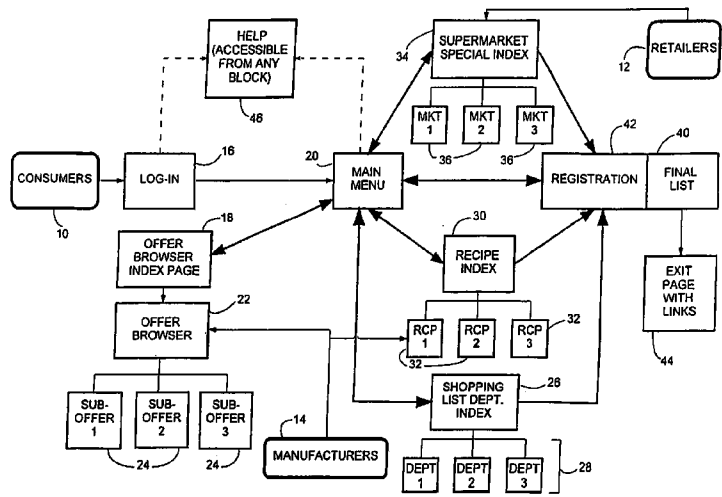 HELP
(ACCESSIBLE
FROM ANY
BLOCK)
46
34
SUPERMARKET
SPECIAL INDEX
12
RETAILERS
MKT
1
MKT
2
MKT
3
36
36
CONSUMERS
10
16
LOG-IN
20
MAIN
MENU
42
REGISTRATION
40
FINAL
LIST
18
OFFER
BROWSER
INDEX PAGE
30
RECIPE
INDEX
EXIT
PAGE
WITH
LINKS
44
22
OFFER
BROWSER
RCP
1
RCP
2
RCP
3
32
32
26
SHOPPING
LIST DEPT.
INDEX
SUB-
OFFER
1
SUB-
OFFER
2
SUB-
OFFER
3
24
24
14
MANUFACTURERS
DEPT
1
DEPT
2
DEPT
3
28